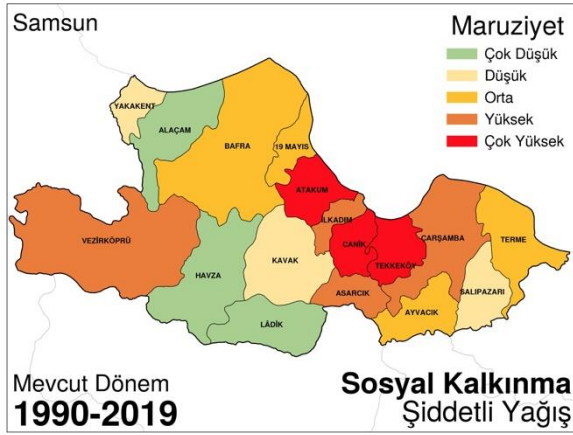 Samsun
Maruziyet
Çok Düşük
Düşük
Orta
Yüksek
Çok Yüksek
YAKAKENT
ALAÇAM
BAFRA
19 MAYIS
ATAKUM
İLKADIM
CANİK
TEKKEKÖY
ÇARŞAMBA
TERME
VEZİRKÖPRÜ
HAVZA
KAVAK
ASARCIK
SALIPAZARI
AYVACIK
LÂDİK
Mevcut Dönem
1990-2019
Sosyal Kalkınma
Şiddetli Yağış